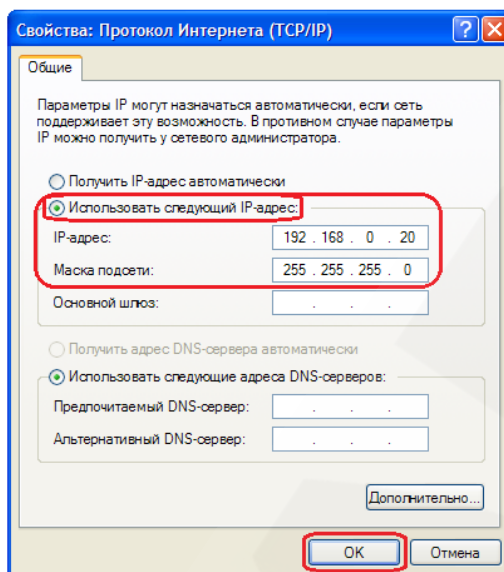 Свойства: Протокол Интернета (TCP/IP)
Общие
Параметры IP могут назначаться автоматически, если сеть
поддерживает эту возможность. В противном случае параметры
IP можно получить у сетевого администратора.
Получить IP-адрес автоматически
Использовать следующий IP-адрес:
IP-адрес: 192 . 168 . 0 . 20
Маска подсети: 255 . 255 . 255 . 0
Основной шлюз: . . .
Получить адрес DNS-сервера автоматически
Использовать следующие адреса DNS-серверов:
Предпочитаемый DNS-сервер: . . .
Альтернативный DNS-сервер: . . .
Дополнительно...
OK Отмена